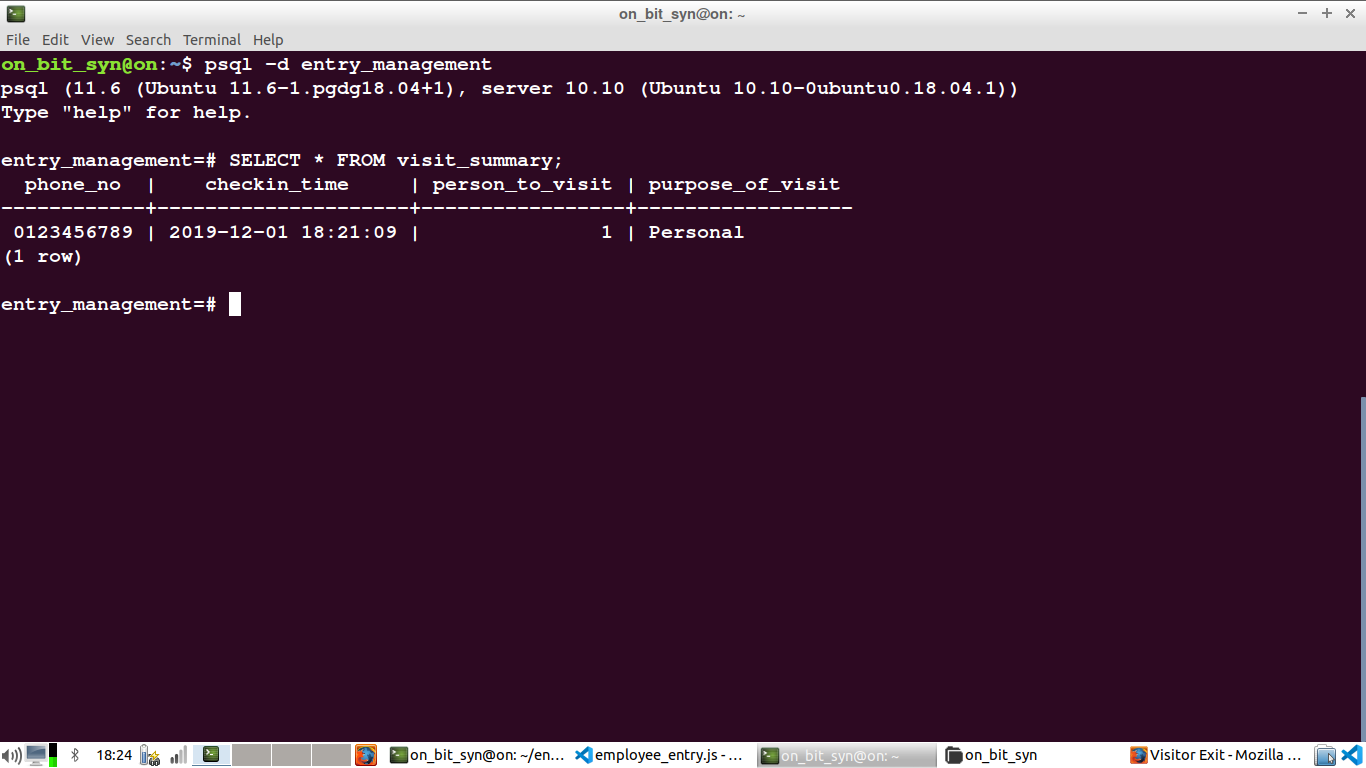 on_bit_syn@on: ~
File Edit View Search Terminal Help
on_bit_syn@on:~$ psql -d entry_management
psql (11.6 (Ubuntu 11.6-1.pgdg18.04+1), server 10.10 (Ubuntu 10.10-0ubuntu0.18.04.1))
Type "help" for help.
entry_management=# SELECT * FROM visit_summary;
  phone_no  |    checkin_time     | person_to_visit | purpose_of_visit
------------+---------------------+-----------------+------------------
 0123456789 | 2019-12-01 18:21:09 |               1 | Personal
(1 row)
entry_management=#
18:24 on_bit_syn@on: ~/en... employee_entry.js - ... on_bit_syn@on: ~ on_bit_syn Visitor Exit - Mozilla ...